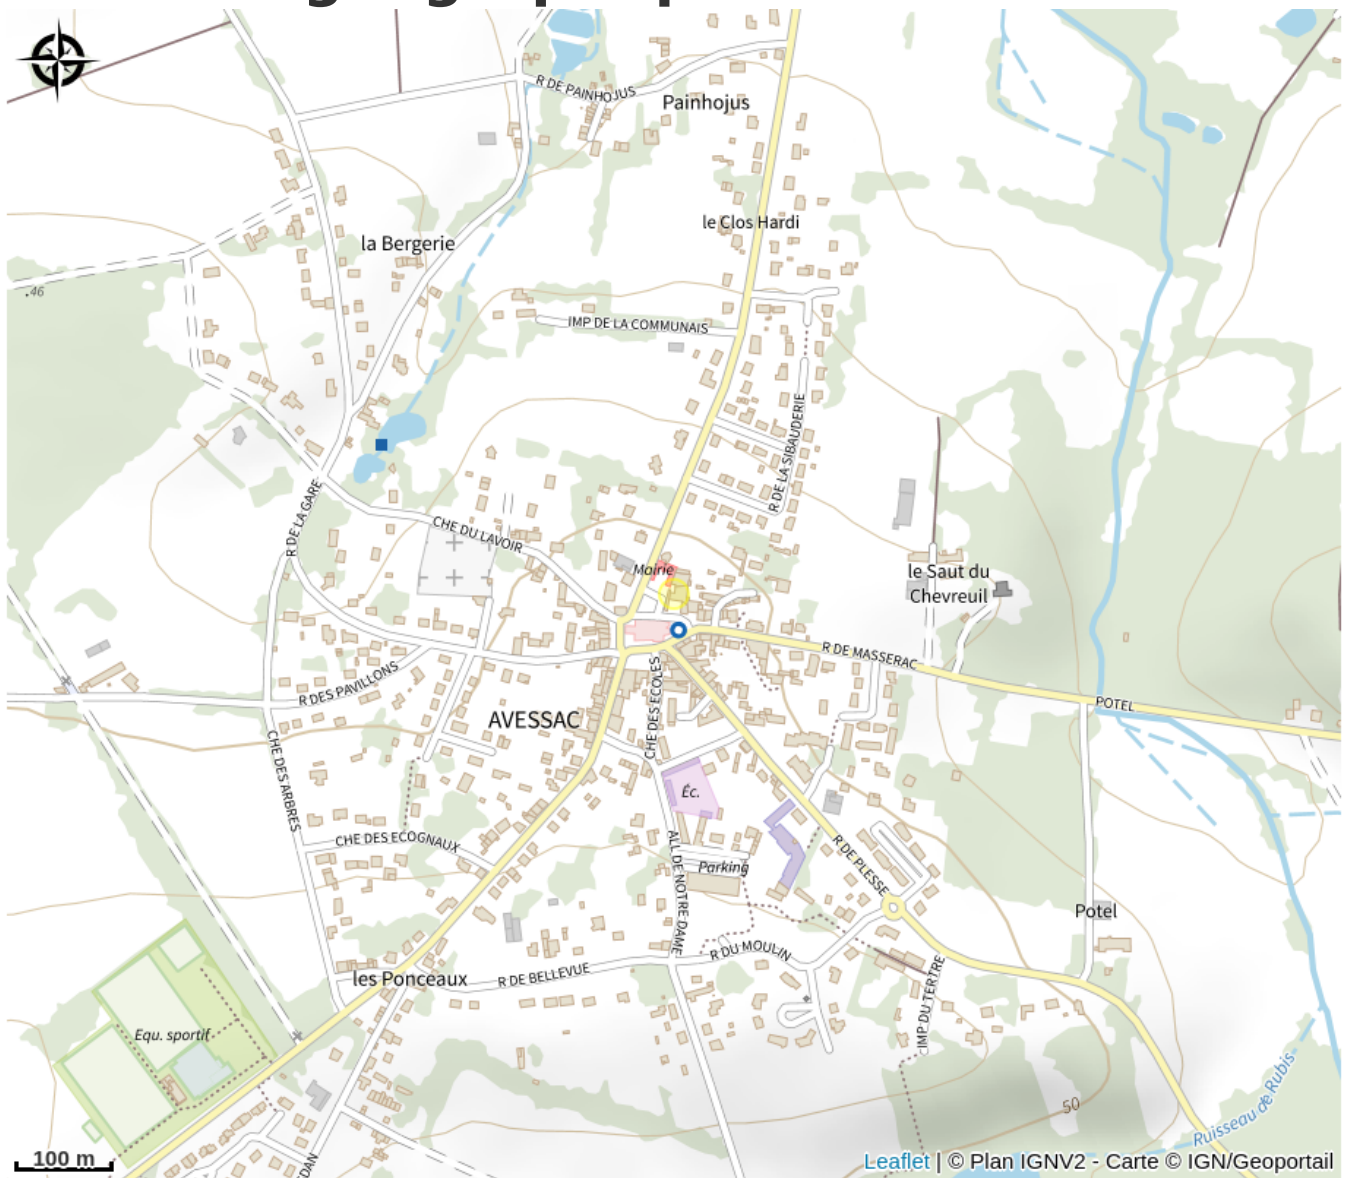 R DE PAINHOJUS
Painhojus
le Clos Hardi
la Bergerie
.46
IMP DE LA COMMUNAIS
R DE LA SIBAUDERIE
R DE LA GARE
CHE DU LAVOIR
Mairie
le Saut du
Chevreuil
R DE MASSERAC
R DES PAVILLONS
CHE DES ECOLES
POTEL
AVESSAC
CHE DES ARBRES
Éc.
CHE DES ECOGNAUX
ALL DE NOTRE DAME
Parking
R DE PLESSE
Potel
R DU MOULIN
les Ponceaux
R DE BELLEVUE
IMP DU TERTRE
Equ. sportif
50
Ruisseau de Rubis
100 m
DAN
Leaflet | © Plan IGNV2 - Carte © IGN/Geoportail